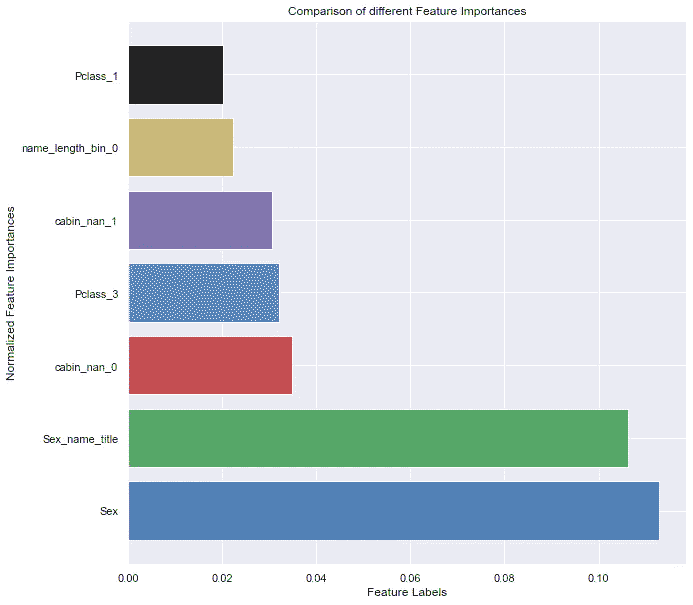 Comparison of different Feature Importances
Pclass_1
name_length_bin_0
cabin_nan_1
Pclass_3
cabin_nan_0
Sex_name_title
Sex
Normalized Feature Importances
0.00 0.02 0.04 0.06 0.08 0.10
Feature Labels